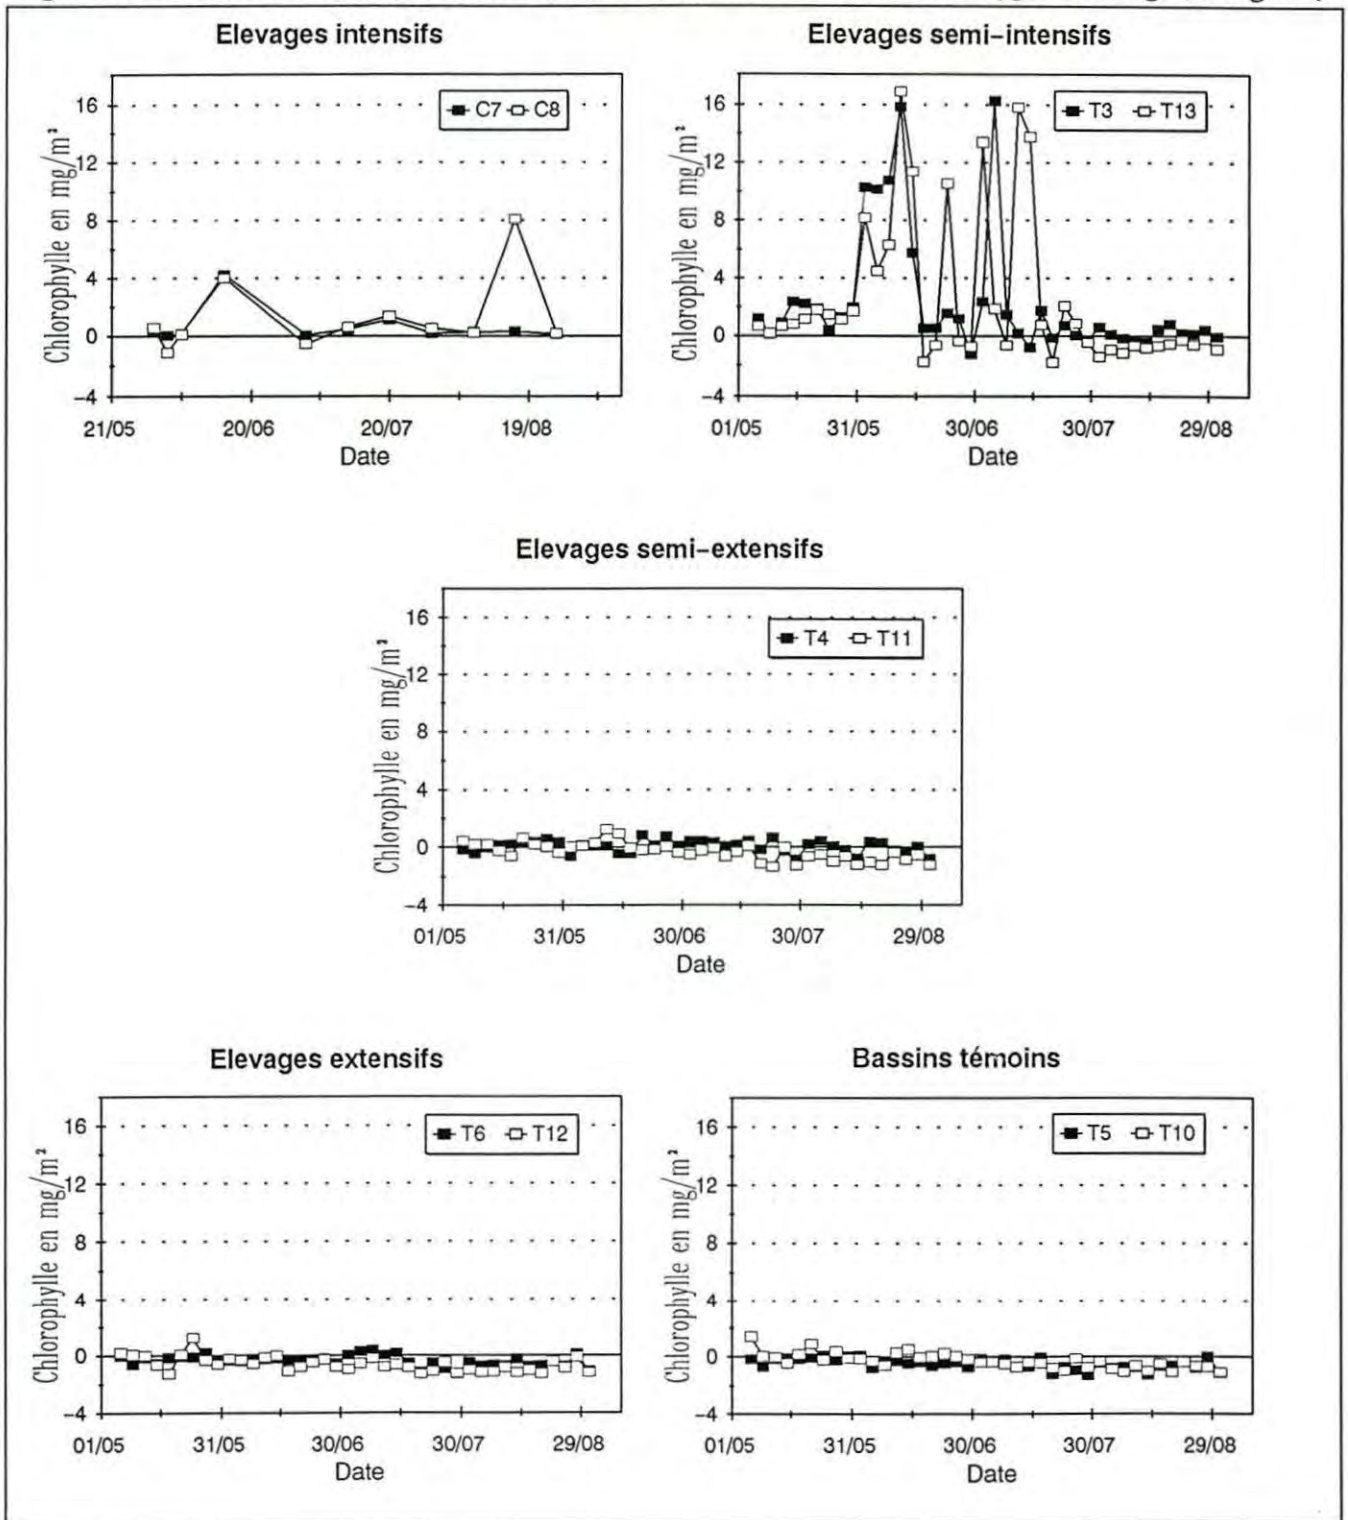 Elevages intensifs
Chlorophylle en mg/m²
16
12
8
4
0
−4
C7 C8
21/05 20/06 20/07 19/08
Date
Elevages semi−intensifs
Chlorophylle en mg/m²
16
12
8
4
0
−4
T3 T13
01/05 31/05 30/06 30/07 29/08
Date
Elevages semi−extensifs
Chlorophylle en mg/m²
16
12
8
4
0
−4
T4 T11
01/05 31/05 30/06 30/07 29/08
Date
Elevages extensifs
Chlorophylle en mg/m²
16
12
8
4
0
−4
T6 T12
01/05 31/05 30/06 30/07 29/08
Date
Bassins témoins
Chlorophylle en mg/m²
16
12
8
4
0
−4
T5 T10
01/05 31/05 30/06 30/07 29/08
Date